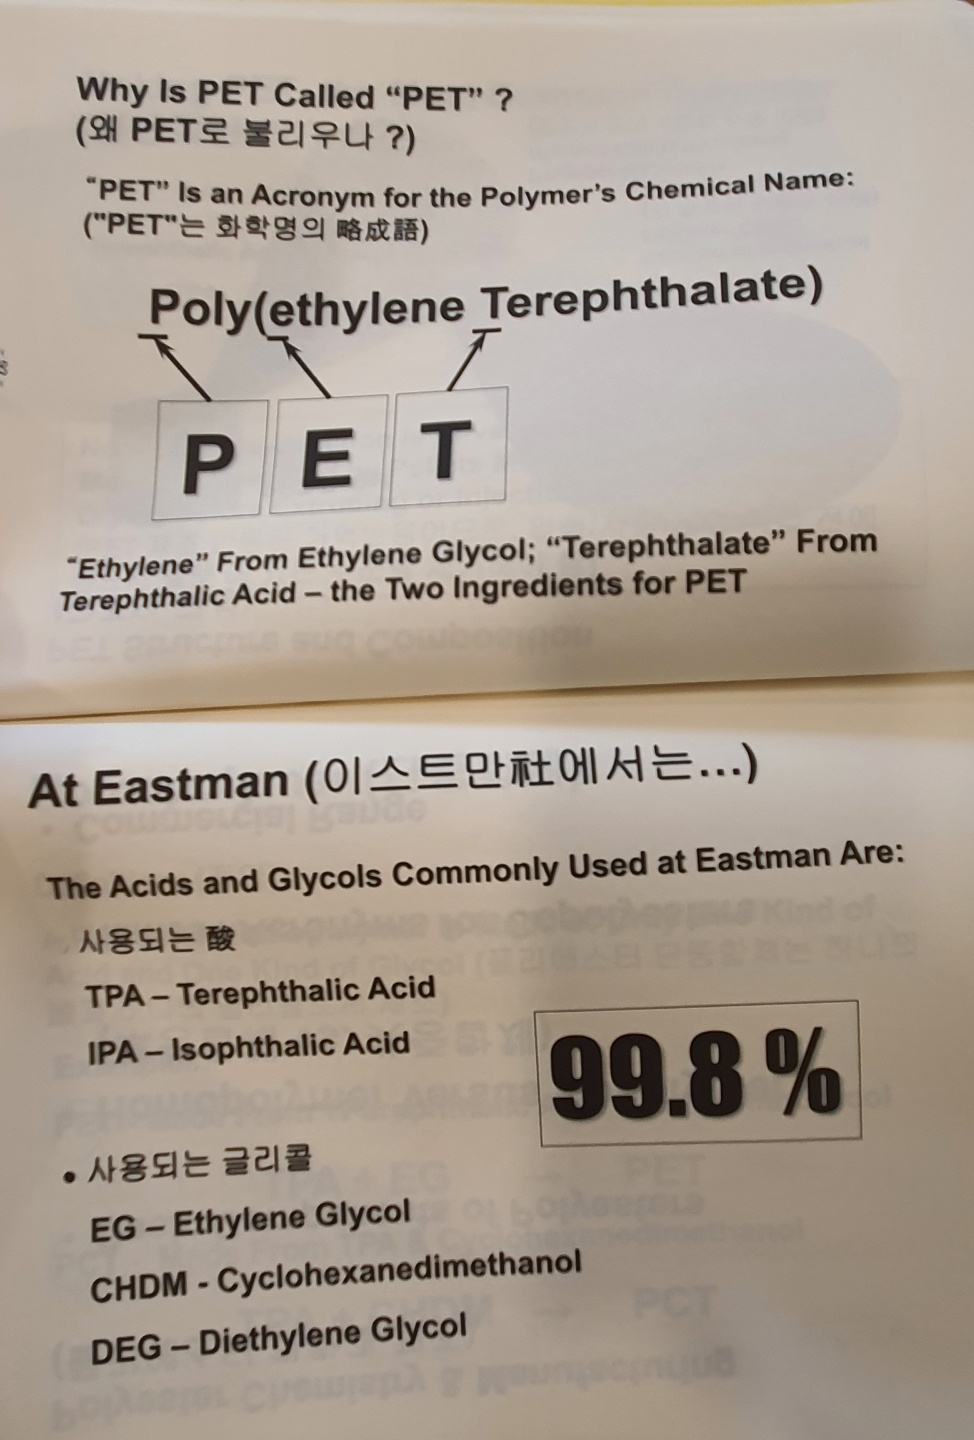 Why Is PET Called “PET” ?
(왜 PET로 불리우나 ?)
“PET” Is an Acronym for the Polymer’s Chemical Name:
("PET"는 화학명의 略成語)
Poly(ethylene Terephthalate)
P E T
“Ethylene” From Ethylene Glycol; “Terephthalate” From
Terephthalic Acid – the Two Ingredients for PET
At Eastman (이스트만社에서는...)
The Acids and Glycols Commonly Used at Eastman Are:
사용되는 酸
TPA – Terephthalic Acid
IPA – Isophthalic Acid
99.8 %
• 사용되는 글리콜
EG – Ethylene Glycol
CHDM - Cyclohexanedimethanol
DEG – Diethylene Glycol